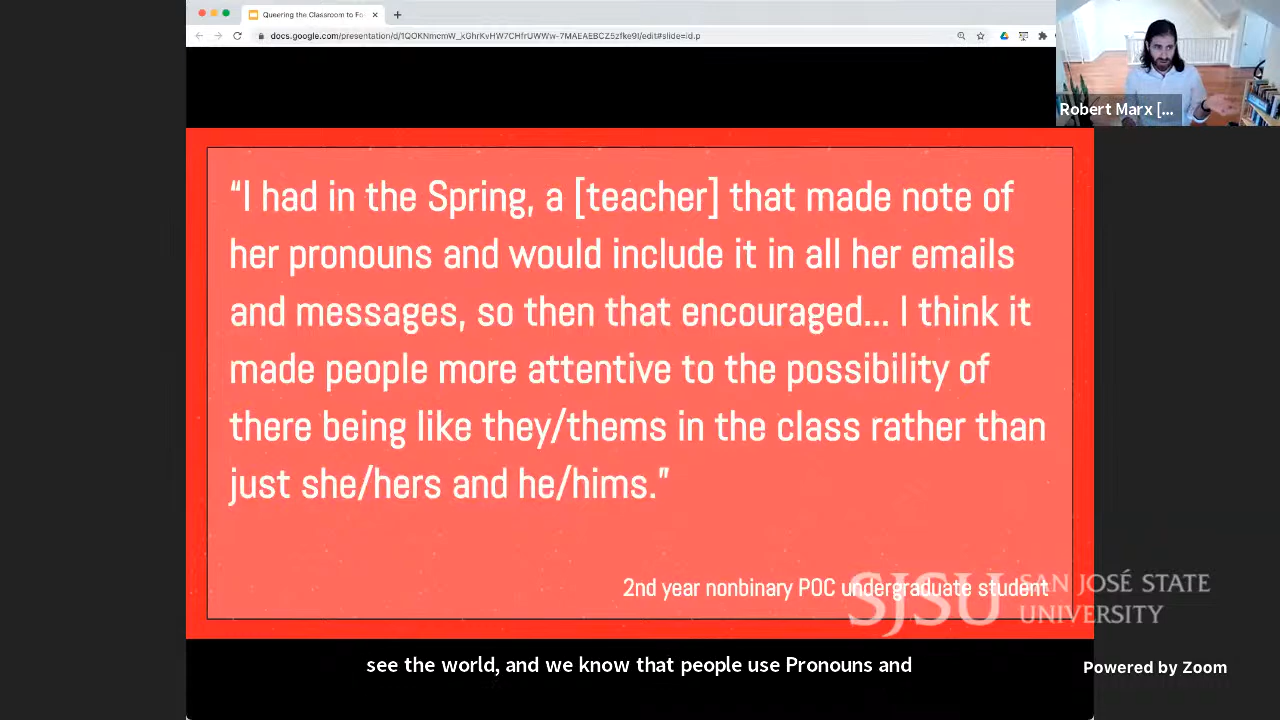 Queering the Classroom to Fo
docs.google.com/presentation/d/1QOKNmemW_kGhrKvHW7CHfrUWWw-7MAEAEBCZ5zfke9I/edit#slide=id.p
Robert Marx [...
“I had in the Spring, a [teacher] that made note of
her pronouns and would include it in all her emails
and messages, so then that encouraged... I think it
made people more attentive to the possibility of
there being like they/thems in the class rather than
just she/hers and he/hims.”
2nd year nonbinary POC undergraduate student
SJSU SAN JOSÉ STATE
UNIVERSITY
see the world, and we know that people use Pronouns and
Powered by Zoom